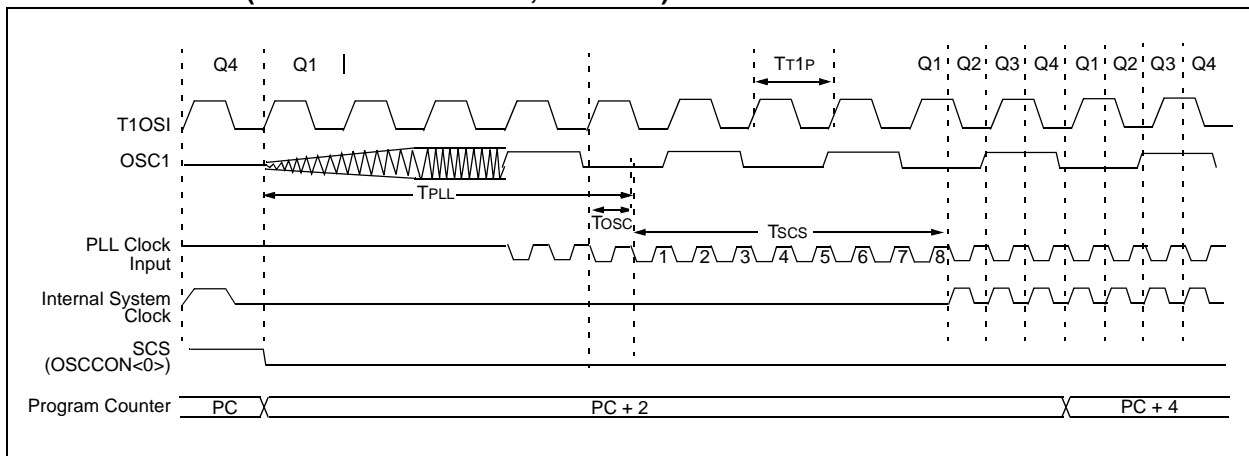 Q4 Q1 TT1P Q1 Q2 Q3 Q4 Q1 Q2 Q3 Q4
T1OSI
OSC1
TPLL
TOSC TSCS
PLL Clock
Input
1 2 3 4 5 6 7 8
Internal System
Clock
SCS
(OSCCON<0>)
Program Counter PC PC + 2 PC + 4